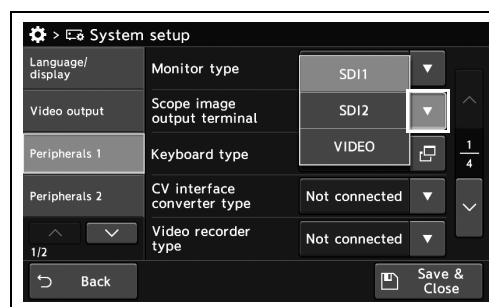 > System setup
Language/
display
Video output
Peripherals 1
Peripherals 2
1/2
Monitor type
Scope image
output terminal
Keyboard type
CV interface
converter type
Video recorder
type
SDI1
SDI2
VIDEO
Not connected
Not connected
1
4
Back
Save &
Close